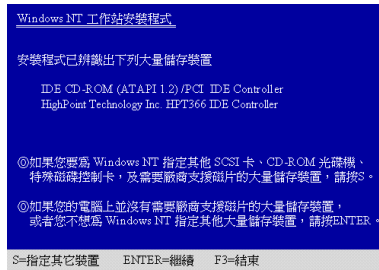 Windows NT 工作站安裝程式
安裝程式已辨識出下列大量儲存裝置
IDE CD-ROM (ATAPI 1.2) /PCI IDE Controller
HighPoint Technology Inc. HPT366 IDE Controller
◎如果您要為 Windows NT 指定其他 SCSI 卡、CD-ROM 光碟機、
特殊磁碟控制卡，及需要廠商支援磁片的大量儲存裝置，請按S。
◎如果您的電腦上並沒有需要廠商支援磁片的大量儲存裝置，
或者您不想為 Windows NT 指定其他大量儲存裝置，請按ENTER。
S=指定其它裝置 ENTER=繼續 F3=結束